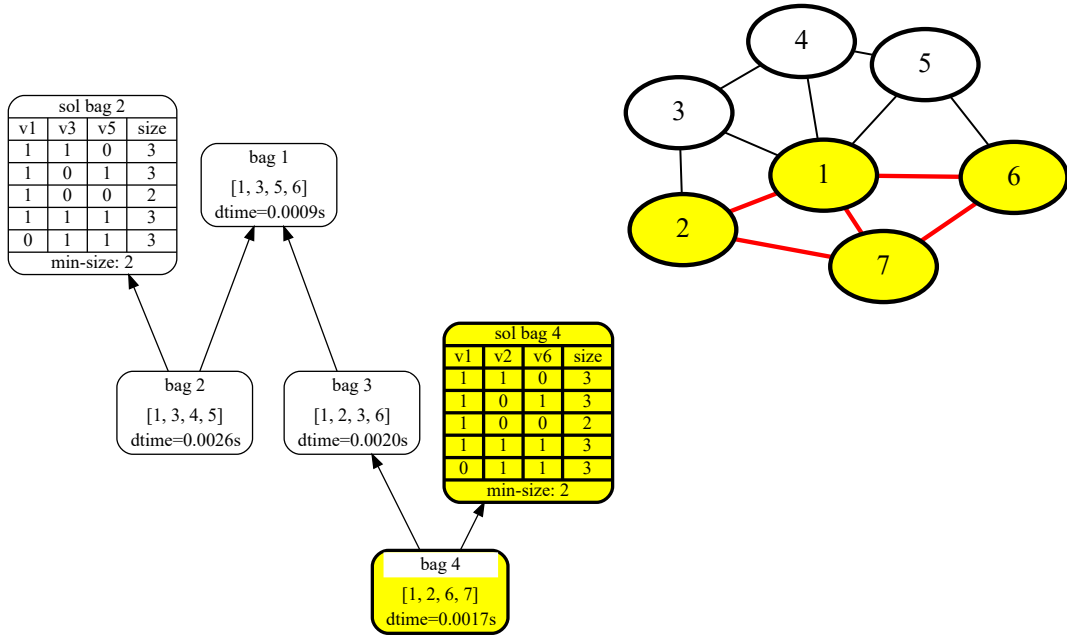 sol bag 2
v1 v3 v5 size
1 1 0 3
1 0 1 3
1 0 0 2
1 1 1 3
0 1 1 3
min-size: 2
bag 1
[1, 3, 5, 6]
dtime=0.0009s
4
5
3
1
6
2
7
bag 2
[1, 3, 4, 5]
dtime=0.0026s
bag 3
[1, 2, 3, 6]
dtime=0.0020s
sol bag 4
v1 v2 v6 size
1 1 0 3
1 0 1 3
1 0 0 2
1 1 1 3
0 1 1 3
min-size: 2
bag 4
[1, 2, 6, 7]
dtime=0.0017s